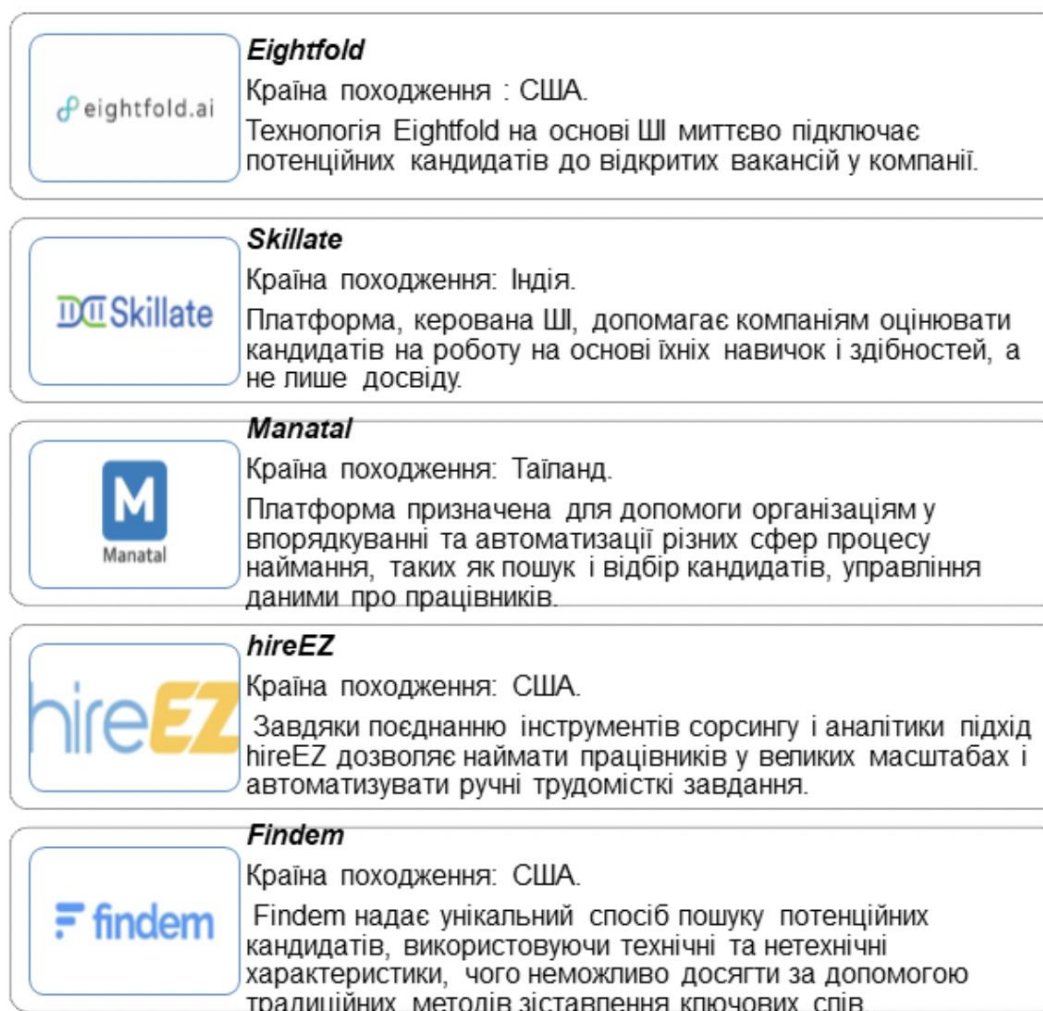 eightfold.ai
Eightfold
Країна походження : США.
Технологія Eightfold на основі ШІ миттєво підключає
потенційних кандидатів до відкритих вакансій у компанії.
Skillate
Skillate
Країна походження: Індія.
Платформа, керована ШІ, допомагає компаніям оцінювати
кандидатів на роботу на основі їхніх навичок і здібностей, а
не лише досвіду.
M
Manatal
Manatal
Країна походження: Таїланд.
Платформа призначена для допомоги організаціям у
впорядкуванні та автоматизації різних сфер процесу
наймання, таких як пошук і відбір кандидатів, управління
даними про працівників.
hireEZ
hireEZ
Країна походження: США.
Завдяки поєднанню інструментів сорсингу і аналітики підхід
hireEZ дозволяє наймати працівників у великих масштабах і
автоматизувати ручні трудомісткі завдання.
findem
Findem
Країна походження: США.
Findem надає унікальний спосіб пошуку потенційних
кандидатів, використовуючи технічні та нетехнічні
характеристики, чого неможливо досягти за допомогою
традиційних методів зіставлення ключових слів